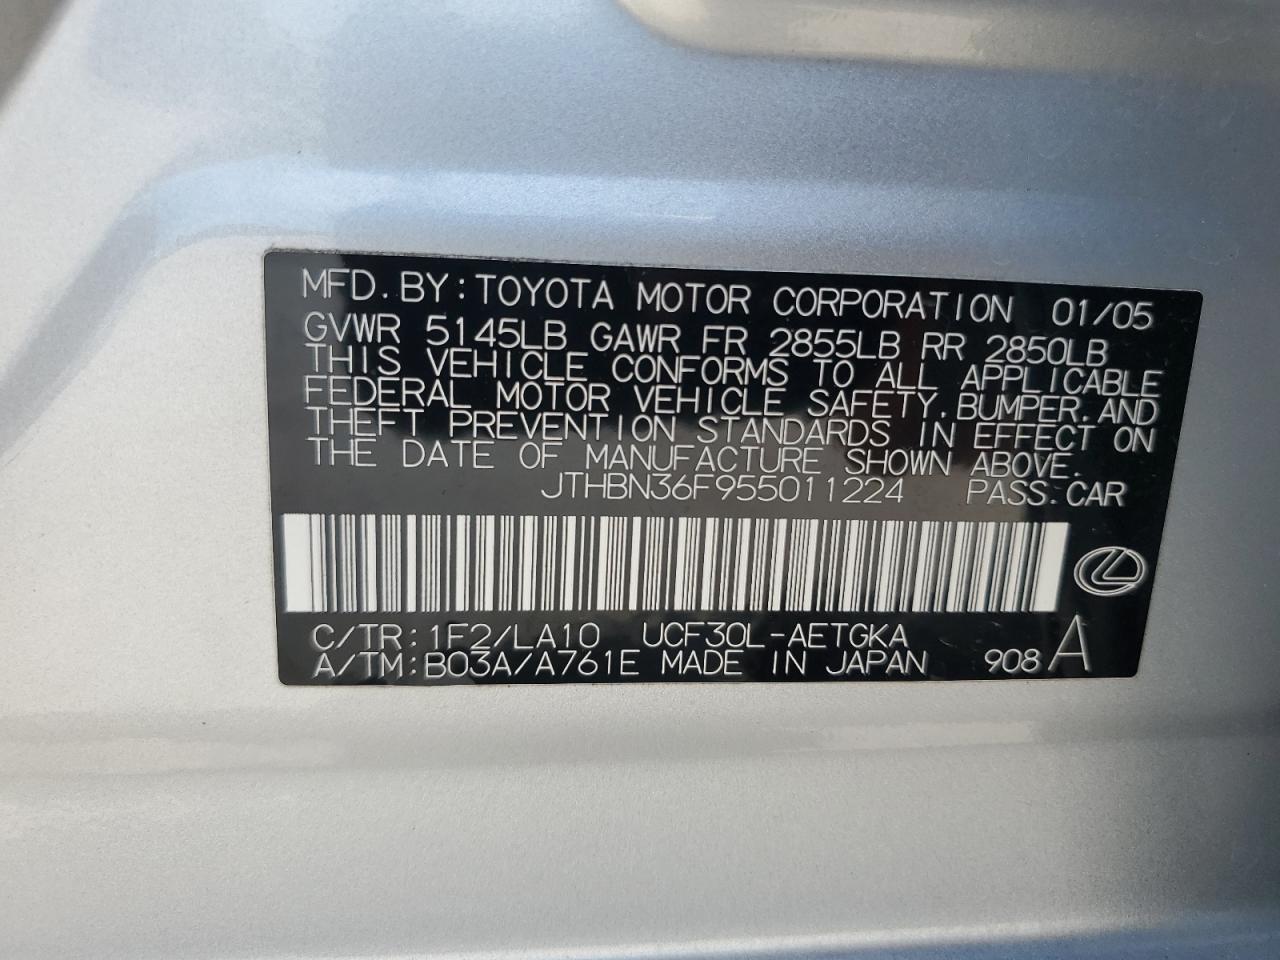 MFD. BY: TOYOTA MOTOR CORPORATION 01/05
GVWR 5145LB GAWR FR 2855LB RR 2850LB
THIS VEHICLE CONFORMS TO ALL APPLICABLE
FEDERAL MOTOR VEHICLE SAFETY, BUMPER, AND
THEFT PREVENTION STANDARDS IN EFFECT ON
THE DATE OF MANUFACTURE SHOWN ABOVE.
JTHBN36F955011224 PASS. CAR
C/TR: 1F2/LA10 UCF30L-AETGKA
A/TM: B03A/A761E MADE IN JAPAN 908 A